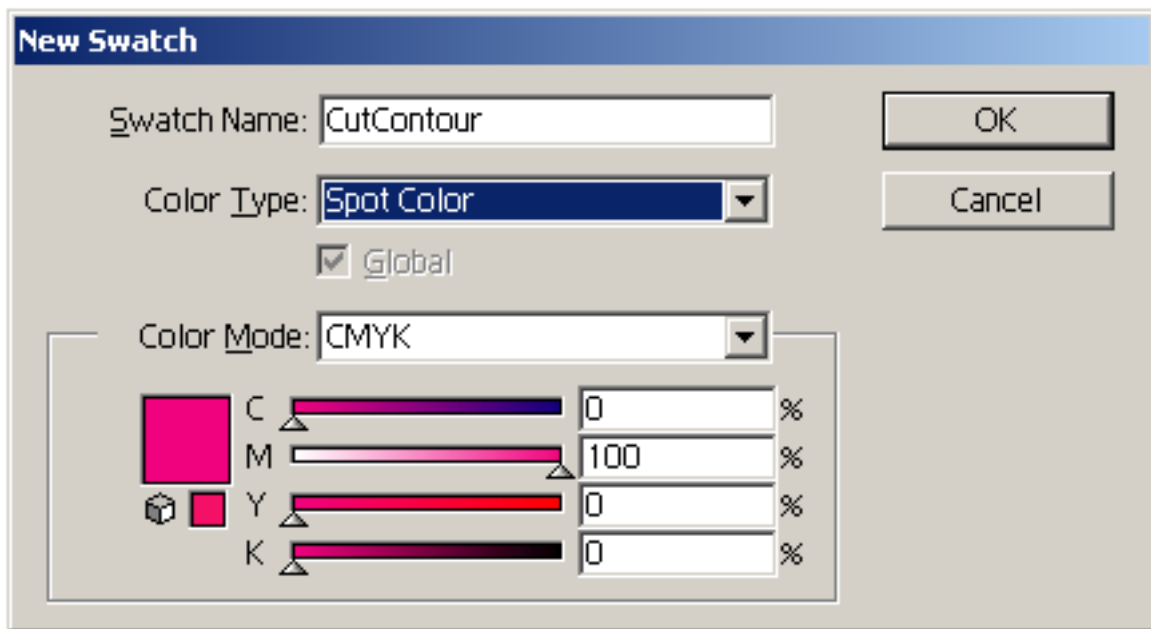 New Swatch
Swatch Name: CutContour
OK
Color Type: Spot Color
Cancel
Global
Color Mode: CMYK
C 0 %
M 100 %
Y 0 %
K 0 %